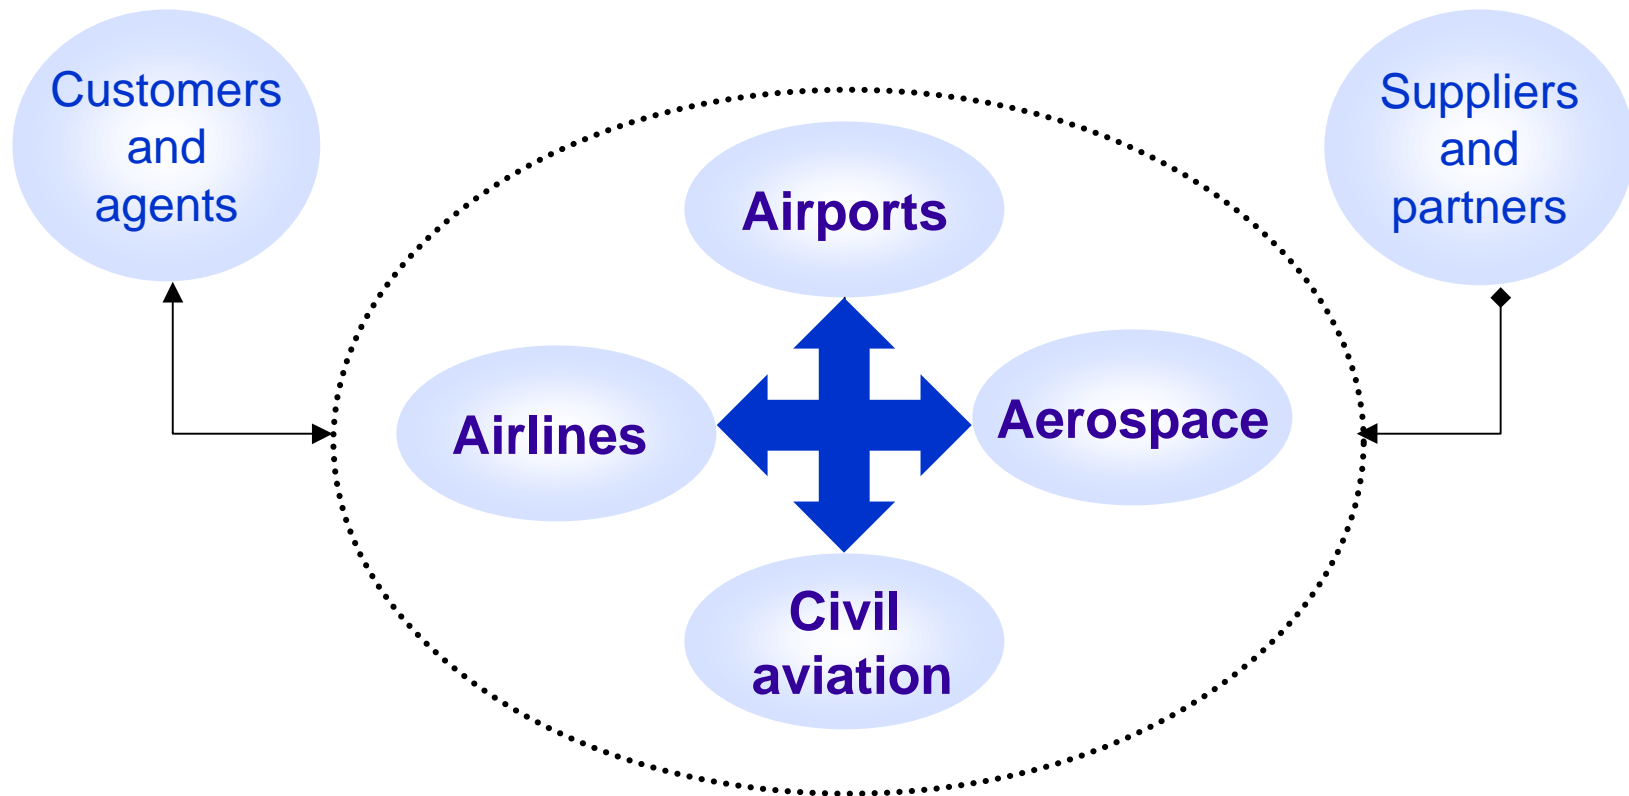 Customers
and
agents
Suppliers
and
partners
Airports
Airlines
Aerospace
Civil
aviation